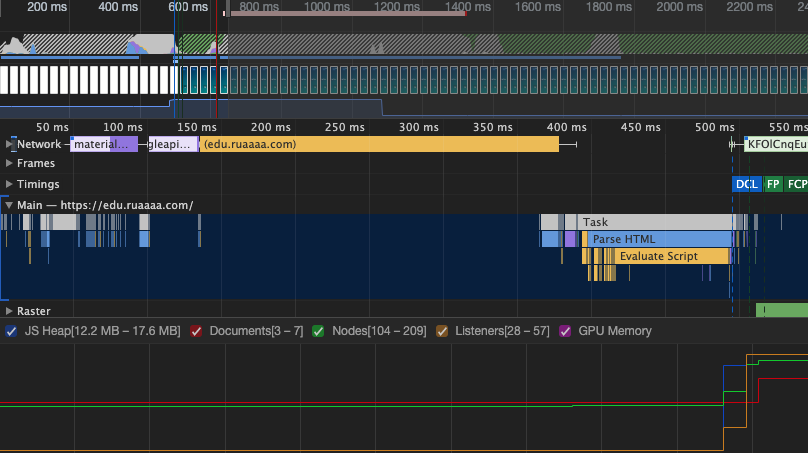 200 ms 400 ms 600 ms 800 ms 1000 ms 1200 ms 1400 ms 1600 ms 1800 ms 2000 ms 2200 ms
50 ms 100 ms 150 ms 200 ms 250 ms 300 ms 350 ms 400 ms 450 ms 500 ms 550 ms
Network material... gleapi... (edu.ruaaaa.com) KFOlCnqEu
Frames
Timings DCL FP FCP
Main — https://edu.ruaaaa.com/
Task
Parse HTML
Evaluate Script
Raster
JS Heap[12.2 MB – 17.6 MB] Documents[3 – 7] Nodes[104 – 209] Listeners[28 – 57] GPU Memory